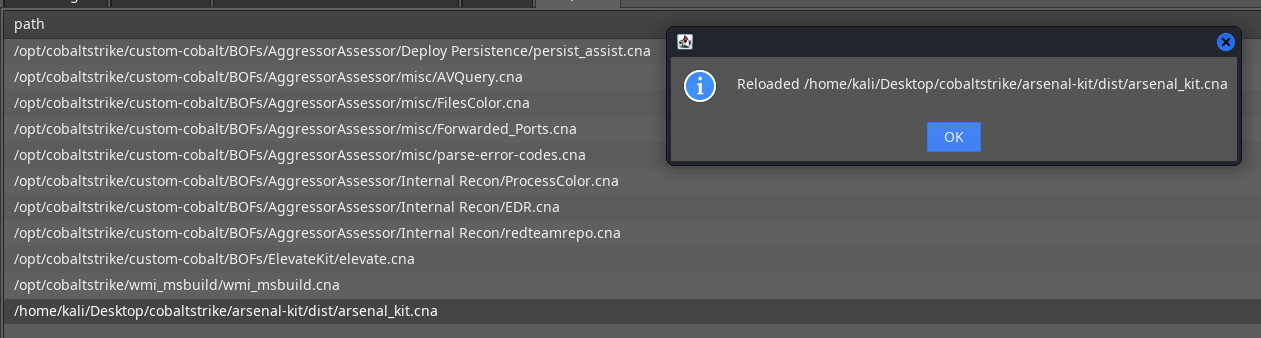 path
/opt/cobaltstrike/custom-cobalt/BOFs/AggressorAssessor/Deploy Persistence/persist_assist.cna
/opt/cobaltstrike/custom-cobalt/BOFs/AggressorAssessor/misc/AVQuery.cna
/opt/cobaltstrike/custom-cobalt/BOFs/AggressorAssessor/misc/FilesColor.cna
/opt/cobaltstrike/custom-cobalt/BOFs/AggressorAssessor/misc/Forwarded_Ports.cna
/opt/cobaltstrike/custom-cobalt/BOFs/AggressorAssessor/misc/parse-error-codes.cna
/opt/cobaltstrike/custom-cobalt/BOFs/AggressorAssessor/Internal Recon/ProcessColor.cna
/opt/cobaltstrike/custom-cobalt/BOFs/AggressorAssessor/Internal Recon/EDR.cna
/opt/cobaltstrike/custom-cobalt/BOFs/AggressorAssessor/Internal Recon/redteamrepo.cna
/opt/cobaltstrike/custom-cobalt/BOFs/ElevateKit/elevate.cna
/opt/cobaltstrike/wmi_msbuild/wmi_msbuild.cna
/home/kali/Desktop/cobaltstrike/arsenal-kit/dist/arsenal_kit.cna
Reloaded /home/kali/Desktop/cobaltstrike/arsenal-kit/dist/arsenal_kit.cna
OK